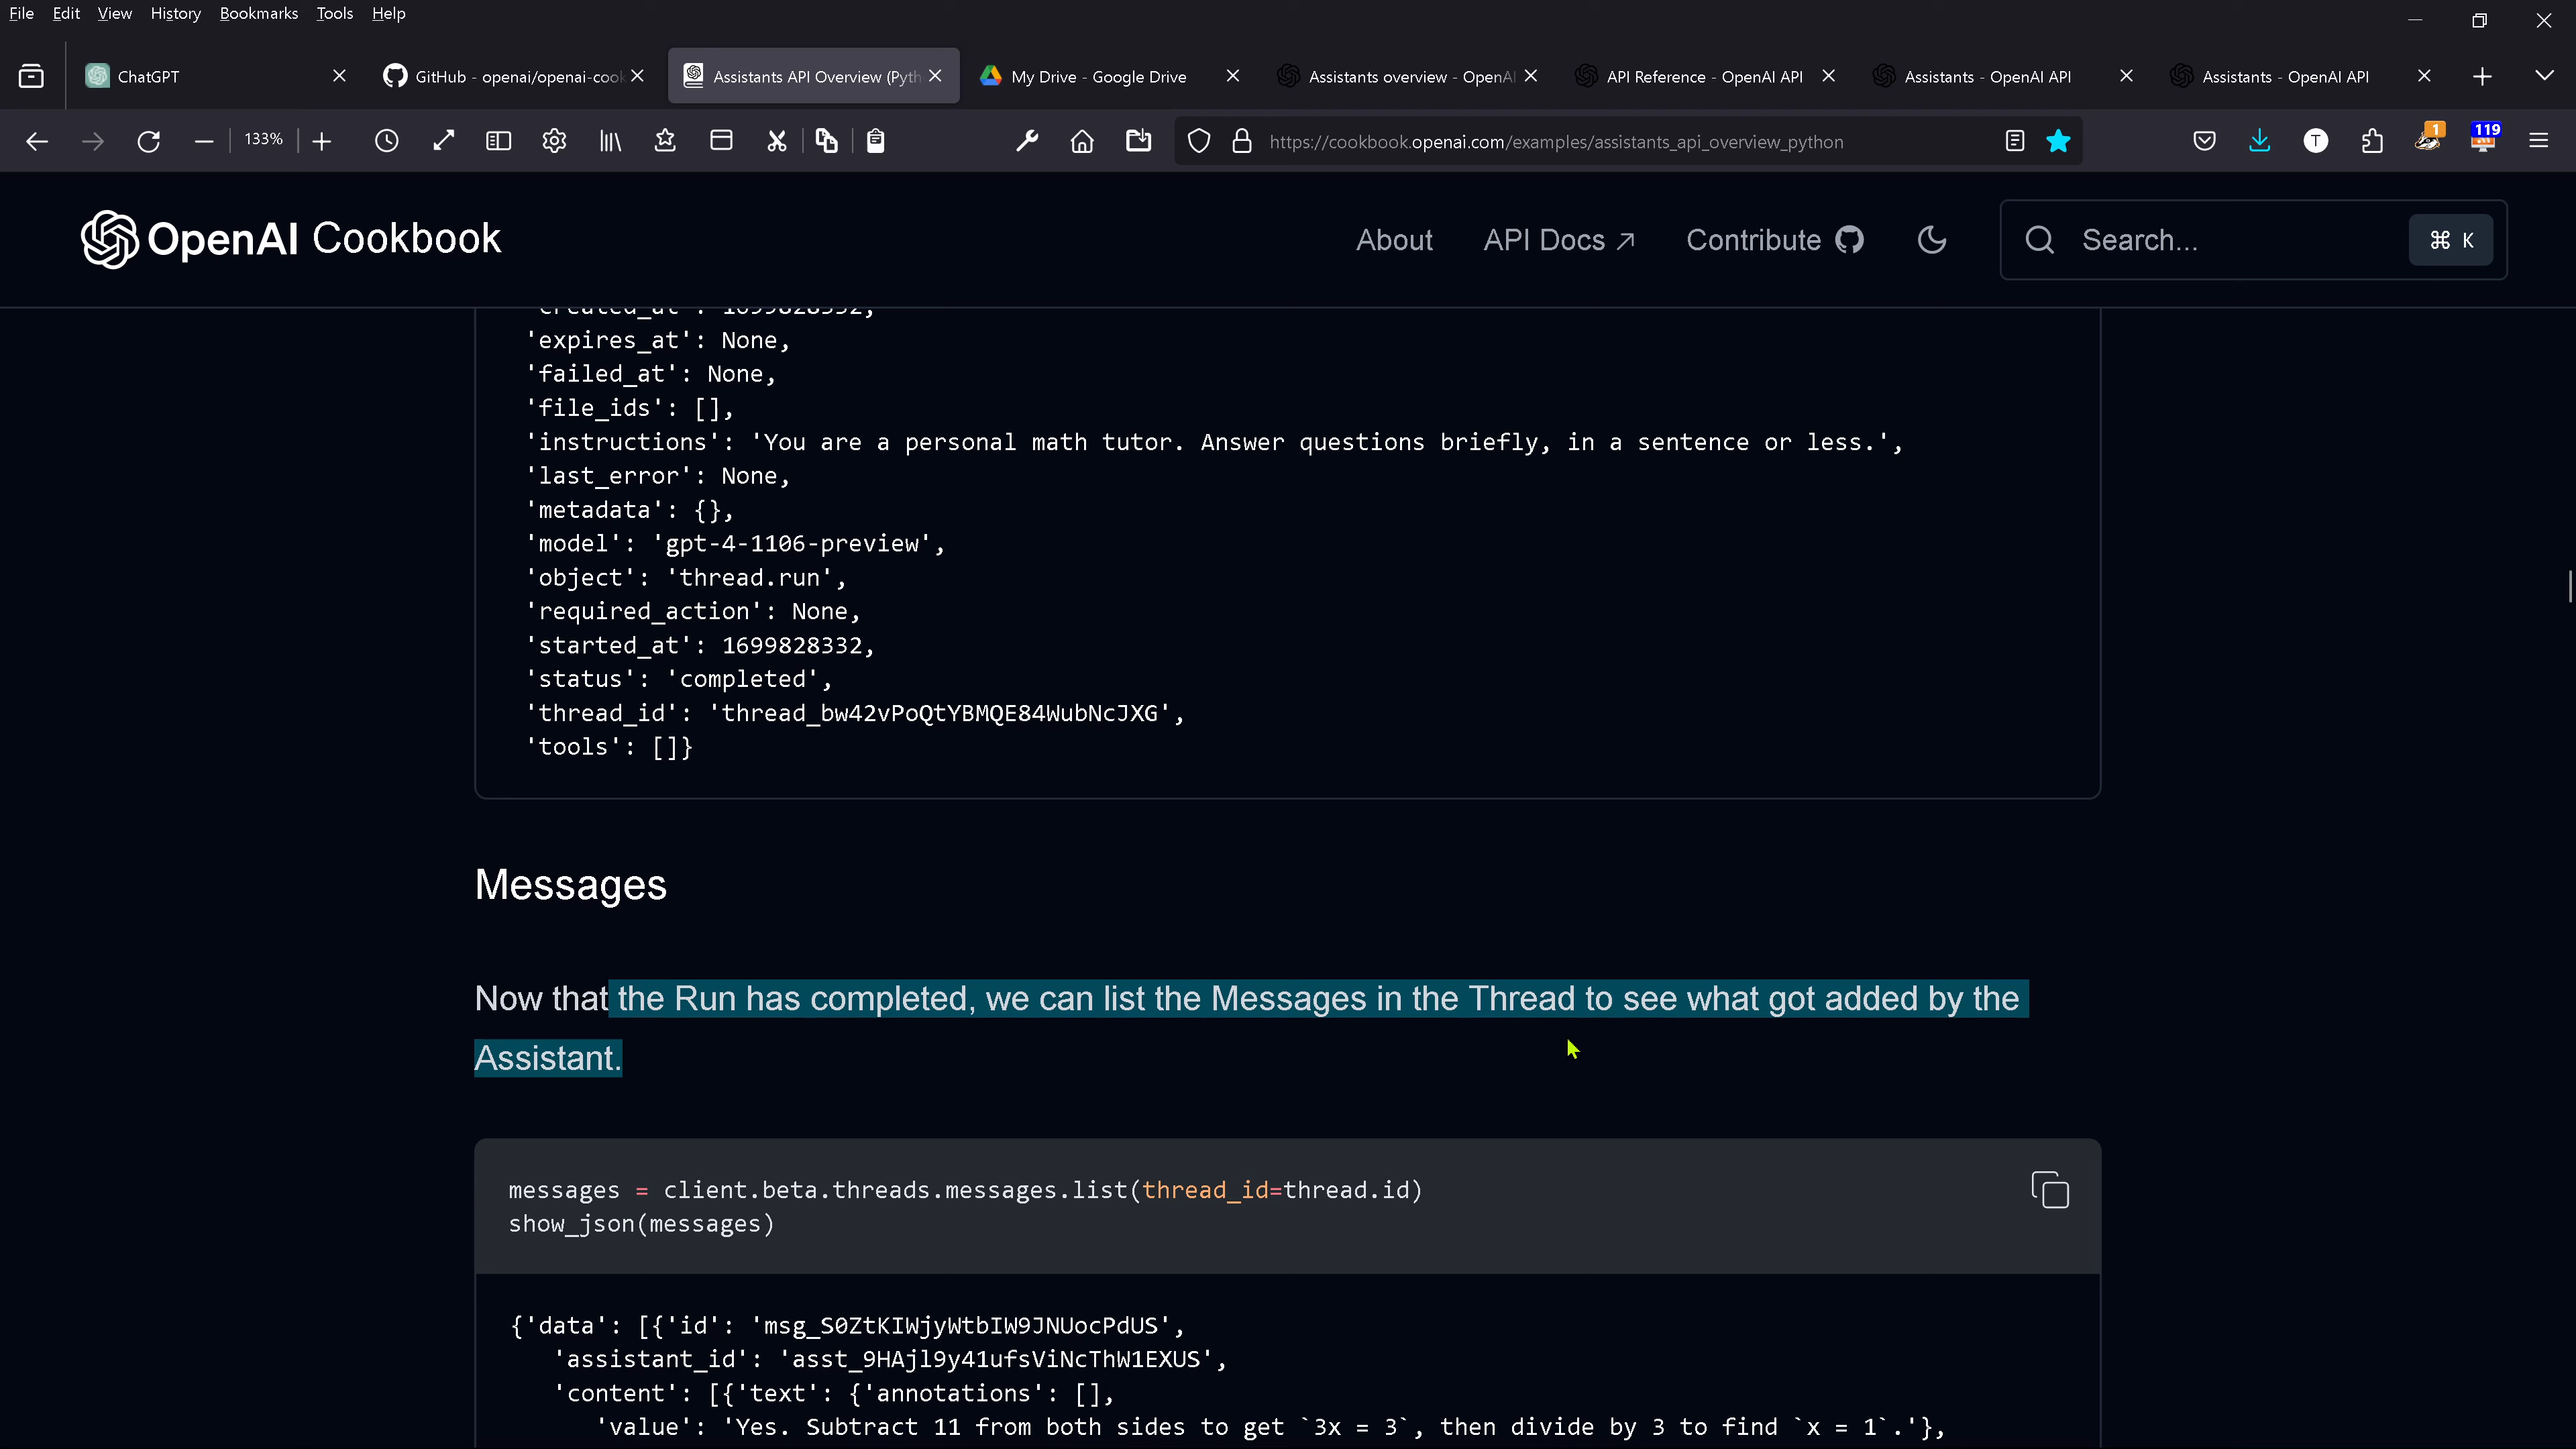 File Edit View History Bookmarks Tools Help
ChatGPT
GitHub - openai/openai-cook
Assistants API Overview (Pyth
My Drive - Google Drive
Assistants overview - OpenAI
API Reference - OpenAI API
Assistants - OpenAI API
Assistants - OpenAI API
133%
https://cookbook.openai.com/examples/assistants_api_overview_python
T
1
119
OpenAI Cookbook
About
API Docs ↗
Contribute
Search...
⌘ K
'expires_at': None,
'failed_at': None,
'file_ids': [],
'instructions': 'You are a personal math tutor. Answer questions briefly, in a sentence or less.',
'last_error': None,
'metadata': {},
'model': 'gpt-4-1106-preview',
'object': 'thread.run',
'required_action': None,
'started_at': 1699828332,
'status': 'completed',
'thread_id': 'thread_bw42vPoQtYBMQE84WubNcJXG',
'tools': []}
Messages
Now that the Run has completed, we can list the Messages in the Thread to see what got added by the
Assistant.
messages = client.beta.threads.messages.list(thread_id=thread.id)
show_json(messages)
{'data': [{'id': 'msg_S0ZtKIWjyWtbIW9JNUocPdUS',
'assistant_id': 'asst_9HAjl9y41ufsViNcThW1EXUS',
'content': [{'text': {'annotations': [],
'value': 'Yes. Subtract 11 from both sides to get `3x = 3`, then divide by 3 to find `x = 1`.'},